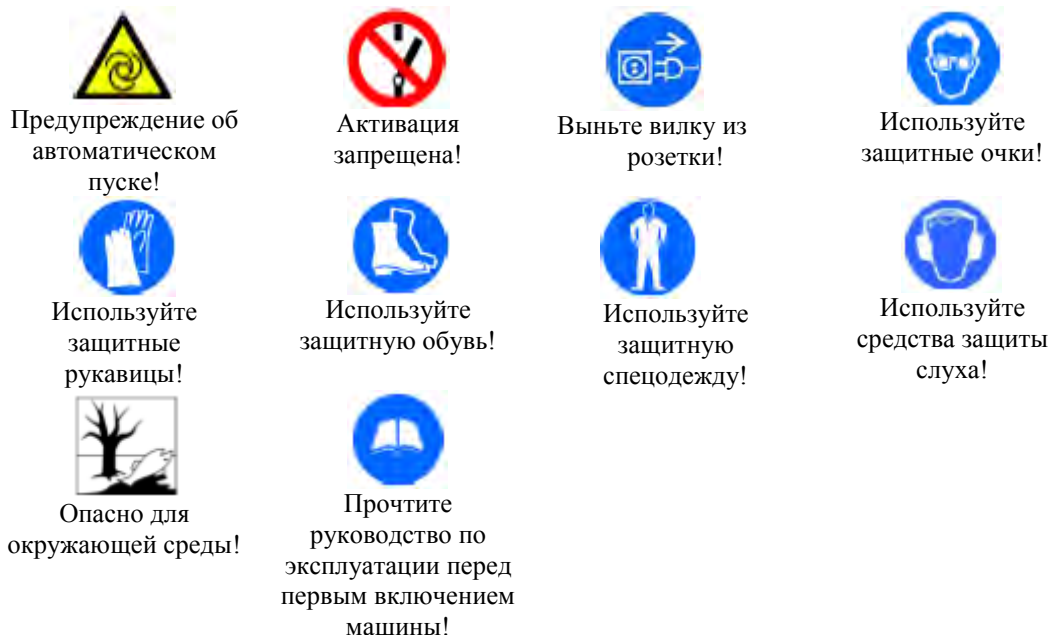 Предупреждение об
автоматическом
пуске!
Активация
запрещена!
Выньте вилку из
розетки!
Используйте
защитные очки!
Используйте
защитные
рукавицы!
Используйте
защитную обувь!
Используйте
защитную
спецодежду!
Используйте
средства защиты
слуха!
Опасно для
окружающей среды!
Прочтите
руководство по
эксплуатации перед
первым включением
машины!